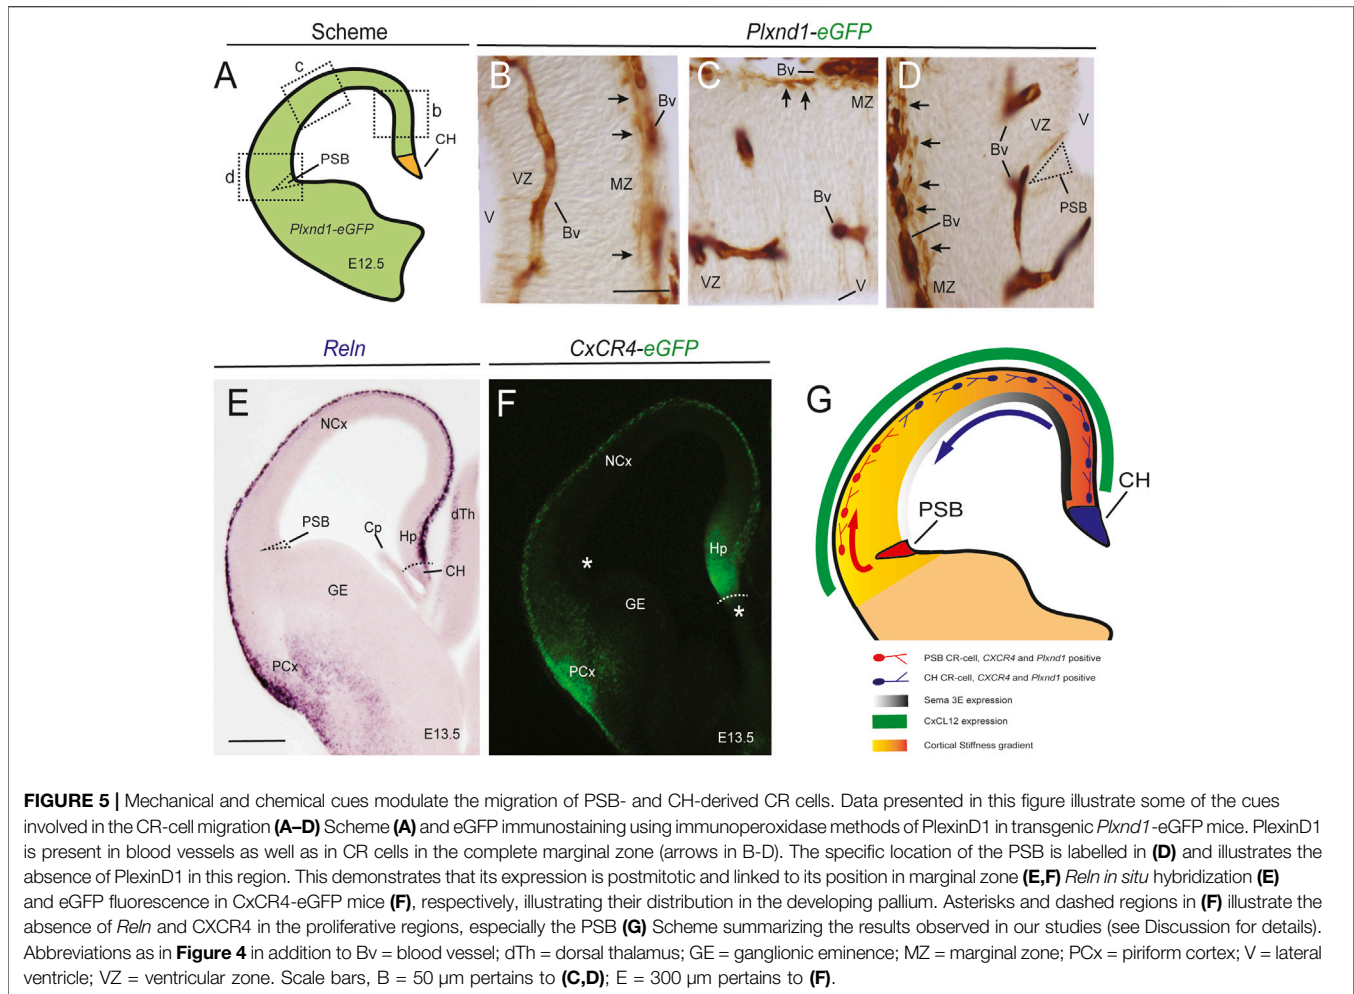 Scheme
Plxnd1-eGFP
A
c
b
CH
PSB
d
Plxnd1-eGFP
E12.5
B
Bv
VZ
MZ
V
Bv
C
Bv
MZ
Bv
VZ
V
D
VZ
V
Bv
PSB
Bv
MZ
Reln
CxCR4-eGFP
E
NCx
PSB
Cp
Hp
dTh
CH
GE
PCx
E13.5
F
NCx
Hp
*
GE
*
PCx
E13.5
G
CH
PSB
PSB CR-cell, CXCR4 and Plxnd1 positive
CH CR-cell, CXCR4 and Plxnd1 positive
Sema 3E expression
CxCL12 expression
Cortical Stiffness gradient
FIGURE 5 | Mechanical and chemical cues modulate the migration of PSB- and CH-derived CR cells. Data presented in this figure illustrate some of the cues
involved in the CR-cell migration (A–D) Scheme (A) and eGFP immunostaining using immunoperoxidase methods of PlexinD1 in transgenic Plxnd1-eGFP mice. PlexinD1
is present in blood vessels as well as in CR cells in the complete marginal zone (arrows in B-D). The specific location of the PSB is labelled in (D) and illustrates the
absence of PlexinD1 in this region. This demonstrates that its expression is postmitotic and linked to its position in marginal zone (E,F) Reln in situ hybridization (E)
and eGFP fluorescence in CxCR4-eGFP mice (F), respectively, illustrating their distribution in the developing pallium. Asterisks and dashed regions in (F) illustrate the
absence of Reln and CXCR4 in the proliferative regions, especially the PSB (G) Scheme summarizing the results observed in our studies (see Discussion for details).
Abbreviations as in Figure 4 in addition to Bv = blood vessel; dTh = dorsal thalamus; GE = ganglionic eminence; MZ = marginal zone; PCx = piriform cortex; V = lateral
ventricle; VZ = ventricular zone. Scale bars, B = 50 µm pertains to (C,D); E = 300 µm pertains to (F).